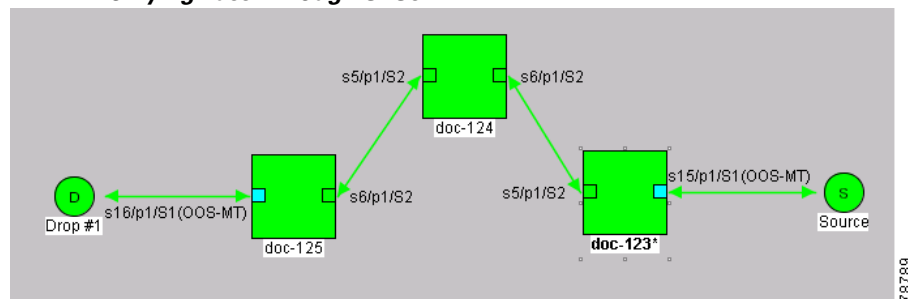 s5/p1/S2
s6/p1/S2
doc-124
D
s16/p1/S1(OOS-MT)
Drop #1
s6/p1/S2
doc-125
s5/p1/S2
s15/p1/S1(OOS-MT)
doc-123*
S
Source
78789